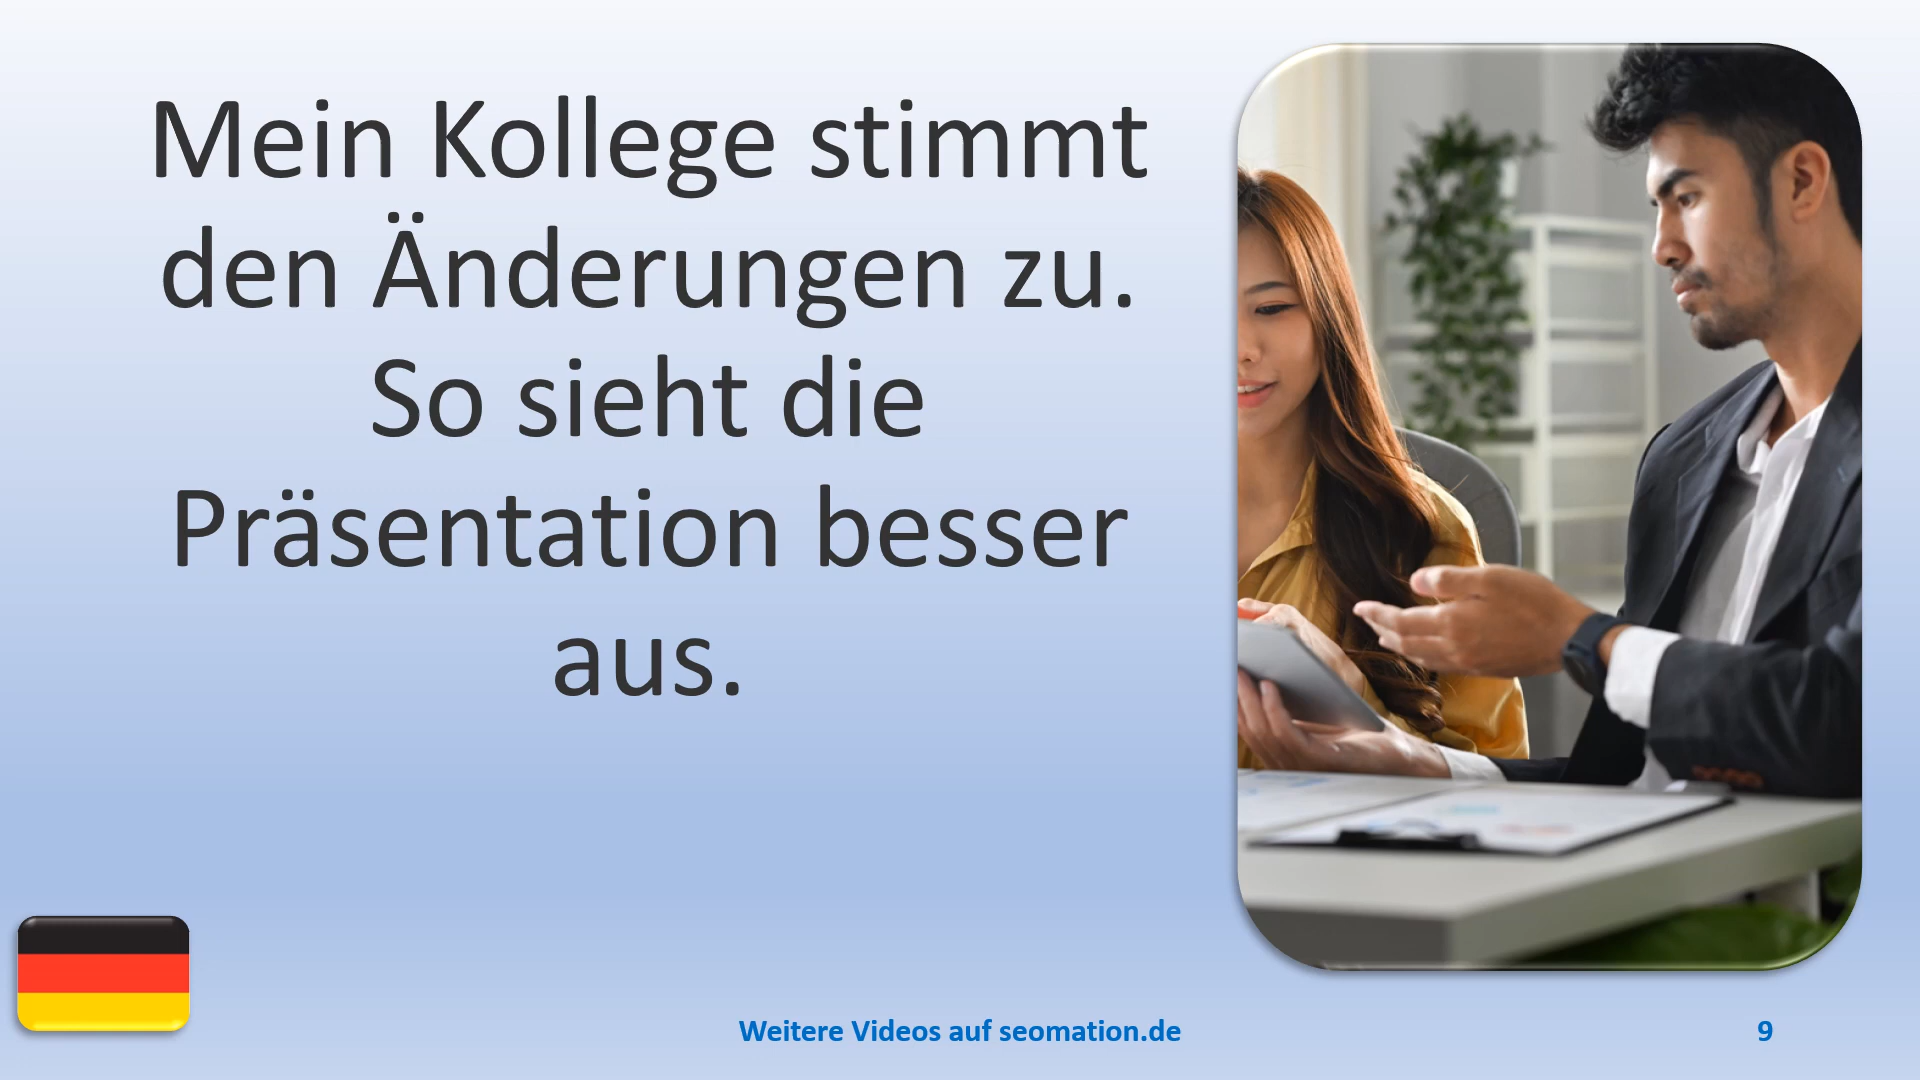 Mein Kollege stimmt
den Änderungen zu.
So sieht die
Präsentation besser
aus.
Weitere Videos auf seomation.de
9